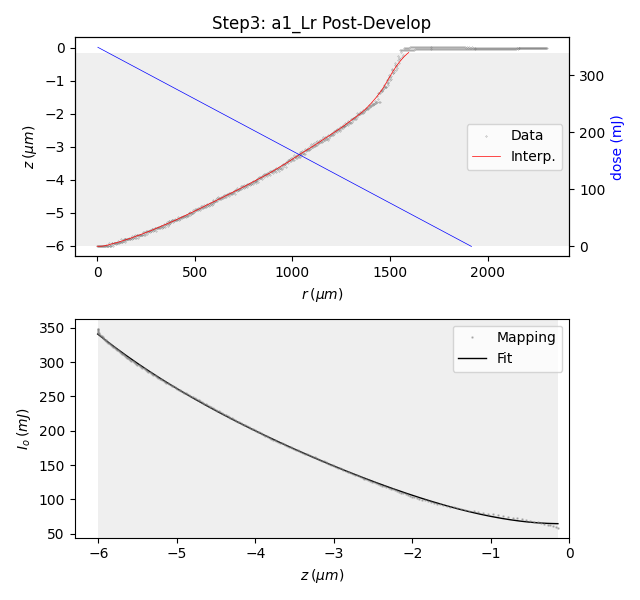 Step3: a1_Lr Post-Develop
0
−1
−2
−3
−4
−5
−6
z (μm)
300
200
100
0
dose (mJ)
Data
Interp.
0 500 1000 1500 2000
r (μm)
350
300
250
200
150
100
50
I_o (mJ)
Mapping
Fit
−6 −5 −4 −3 −2 −1 0
z (μm)